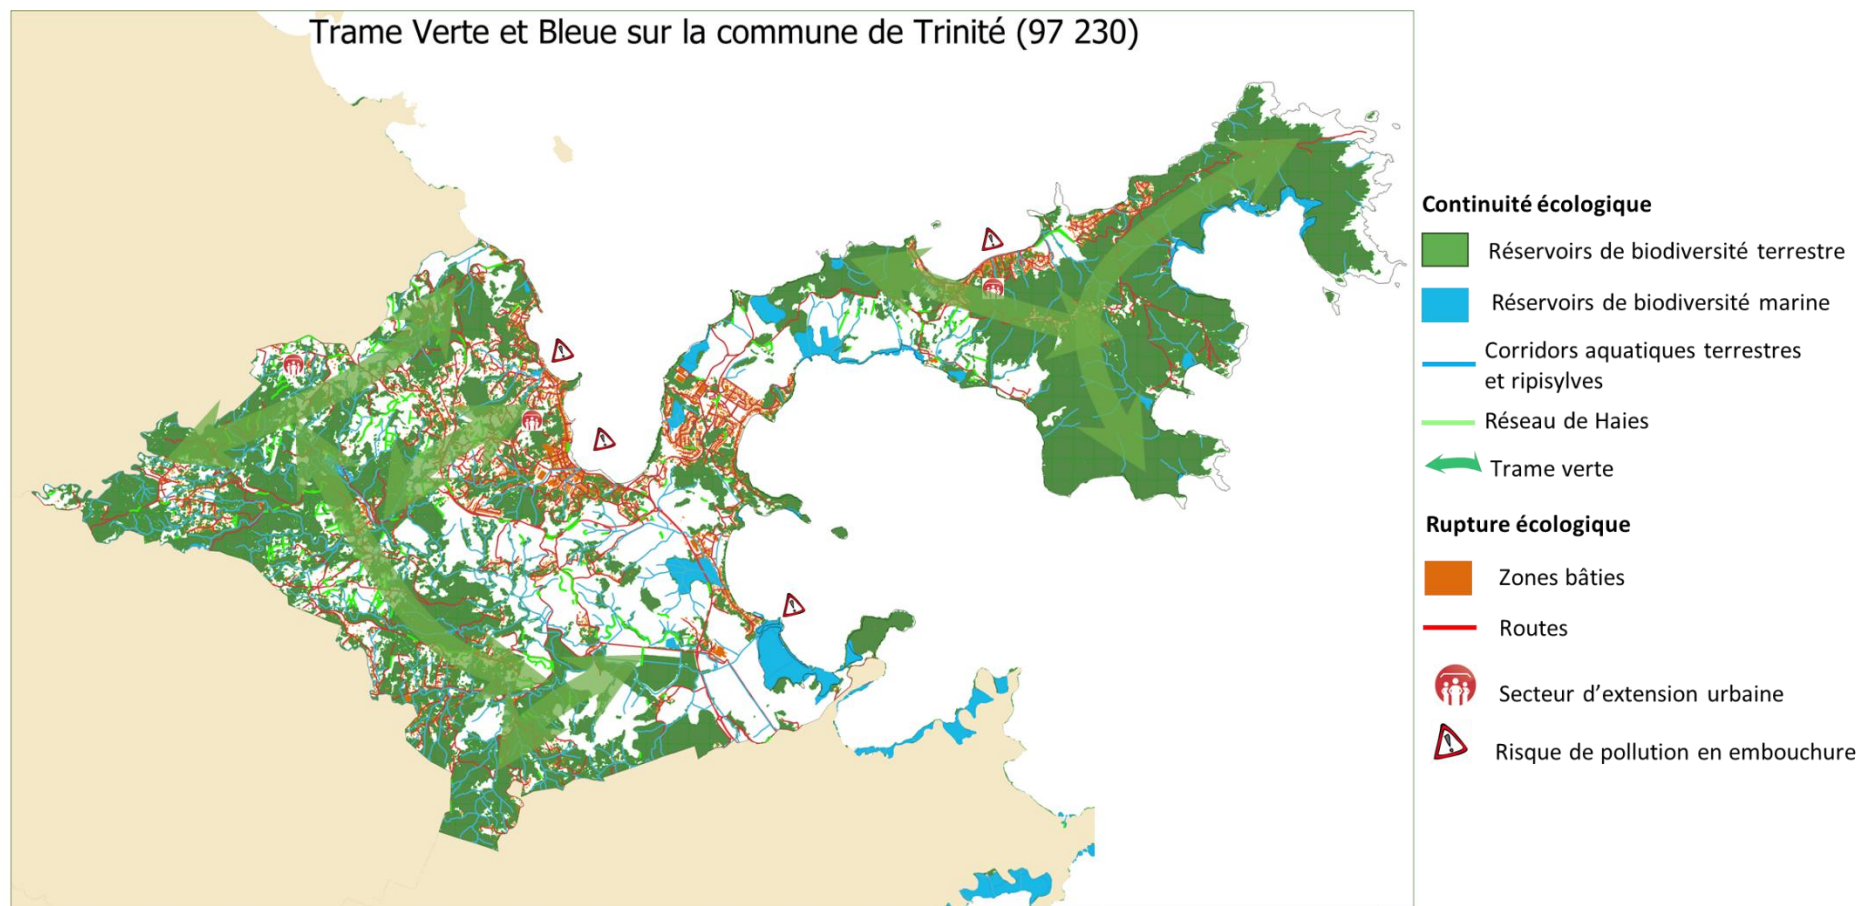 Trame Verte et Bleue sur la commune de Trinité (97 230)
Continuité écologique
Réservoirs de biodiversité terrestre
Réservoirs de biodiversité marine
Corridors aquatiques terrestres
et ripisylves
Réseau de Haies
Trame verte
Rupture écologique
Zones bâties
Routes
Secteur d’extension urbaine
Risque de pollution en embouchure